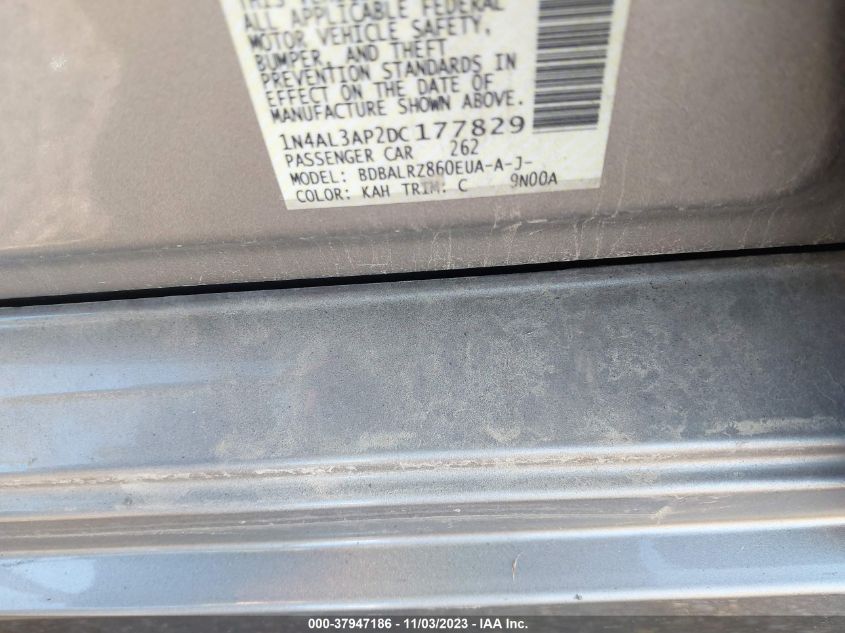 THIS
ALL APPLICABLE FEDERAL
MOTOR VEHICLE SAFETY,
BUMPER, AND THEFT
PREVENTION STANDARDS IN
EFFECT ON THE DATE OF
MANUFACTURE SHOWN ABOVE.
1N4AL3AP2DC177829
PASSENGER CAR 262
MODEL: BDBALRZ860EUA-A-J-
COLOR: KAH TRIM: C 9N00A
000-37947186 - 11/03/2023 - IAA Inc.